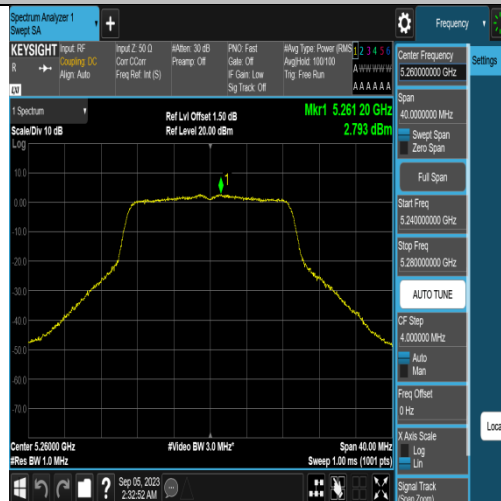 Spectrum Analyzer 1
Swept SA
Frequency
KEYSIGHT
Input: RF
Coupling: DC
Align: Auto
Input Z: 50 Ω
Corr CCorr
Freq Ref: Int (S)
#Atten: 30 dB
Preamp: Off
PNO: Fast
Gate: Off
IF Gain: Low
Sig Track: Off
#Avg Type: Power (RMS
Avg|Hold: 100/100
Trig: Free Run
1 2 3 4 5 6
A W W W W W
A A A A A A
R
LXI
1 Spectrum
Scale/Div 10 dB
Log
Ref Lvl Offset 1.50 dB
Ref Level 20.00 dBm
Mkr1 5.261 20 GHz
2.793 dBm
10.0
0.00
-10.0
-20.0
-30.0
-40.0
-50.0
-60.0
-70.0
1
Center 5.26000 GHz
#Res BW 1.0 MHz
#Video BW 3.0 MHz*
Span 40.00 MHz
Sweep 1.00 ms (1001 pts)
Sep 05, 2023
2:32:52 AM
Center Frequency
5.260000000 GHz
Settings
Span
40.0000000 MHz
Swept Span
Zero Span
Full Span
Start Freq
5.240000000 GHz
Stop Freq
5.280000000 GHz
AUTO TUNE
CF Step
4.000000 MHz
Auto
Man
Freq Offset
0 Hz
X Axis Scale
Log
Lin
Loca
Signal Track
(Span Zoom)